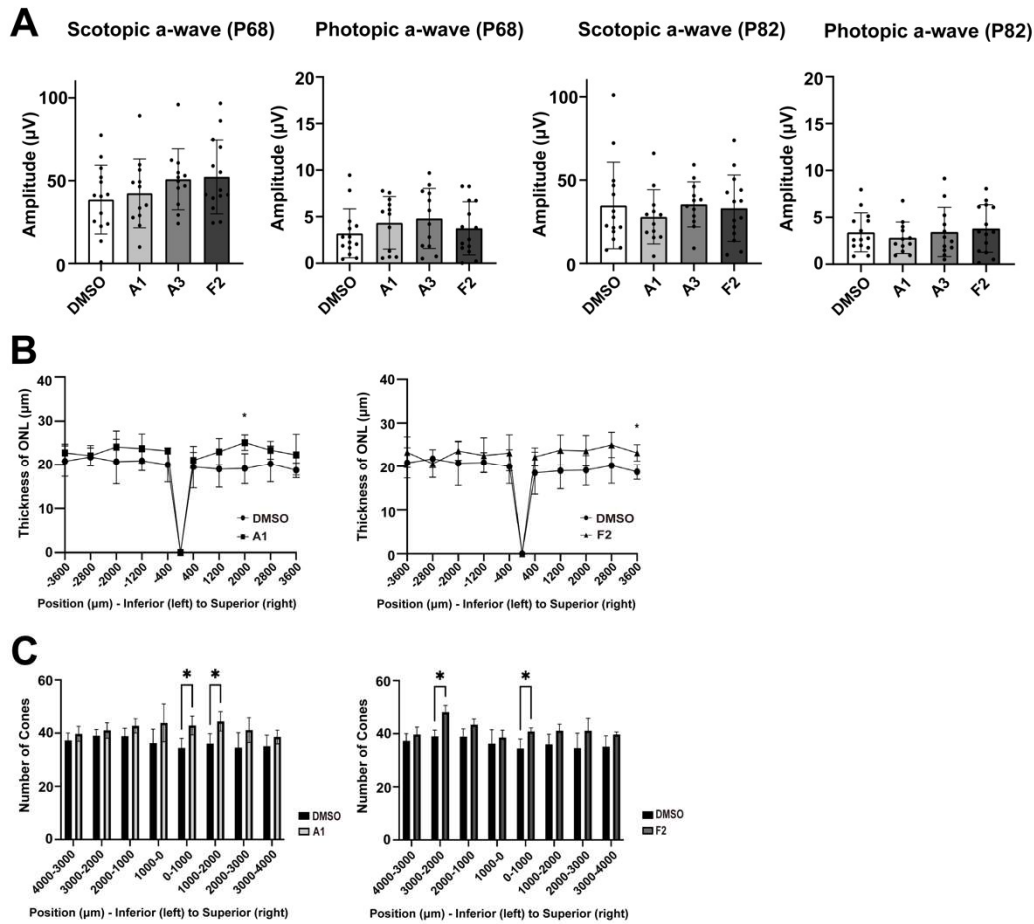 A
Scotopic a-wave (P68)
Photopic a-wave (P68)
Scotopic a-wave (P82)
Photopic a-wave (P82)
Amplitude (µV)
100
50
0
DMSO
A1
A3
F2
Amplitude (µV)
20
15
10
5
0
DMSO
A1
A3
F2
Amplitude (µV)
100
50
0
DMSO
A1
A3
F2
Amplitude (µV)
20
15
10
5
0
DMSO
A1
A3
F2
B
Thickness of ONL (µm)
40
30
20
10
0
*
DMSO
A1
-3600
-2800
-2000
-1200
-400
400
1200
2000
2800
3600
Position (µm) - Inferior (left) to Superior (right)
Thickness of ONL (µm)
40
30
20
10
0
*
DMSO
F2
-3600
-2800
-2000
-1200
-400
400
1200
2000
2800
3600
Position (µm) - Inferior (left) to Superior (right)
C
Number of Cones
60
40
20
0
*
*
DMSO
A1
4000-3000
3000-2000
2000-1000
1000-0
0-1000
1000-2000
2000-3000
3000-4000
Position (µm) - Inferior (left) to Superior (right)
Number of Cones
60
40
20
0
*
*
DMSO
F2
4000-3000
3000-2000
2000-1000
1000-0
0-1000
1000-2000
2000-3000
3000-4000
Position (µm) - Inferior (left) to Superior (right)